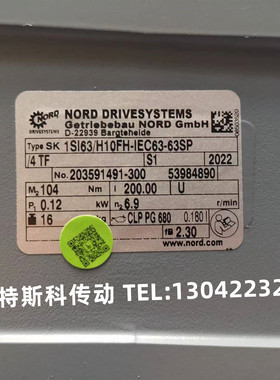 NORD
DRIVESYSTEMS
NORD DRIVESYSTEMS
Getriebebau NORD GmbH
D-22939 Bargteheide
Type SK 1SI63/H10FH-IEC63-63SP
/4 TF S1 2022
No. 203591491-300 53984890
M2 104 Nm i 200.00 U
P1 0.12 kW n2 6.9 r/min
16 kg CLP PG 680 0.180 l
fB 2.30 www.nord.com
特斯科传动 TEL:13042232